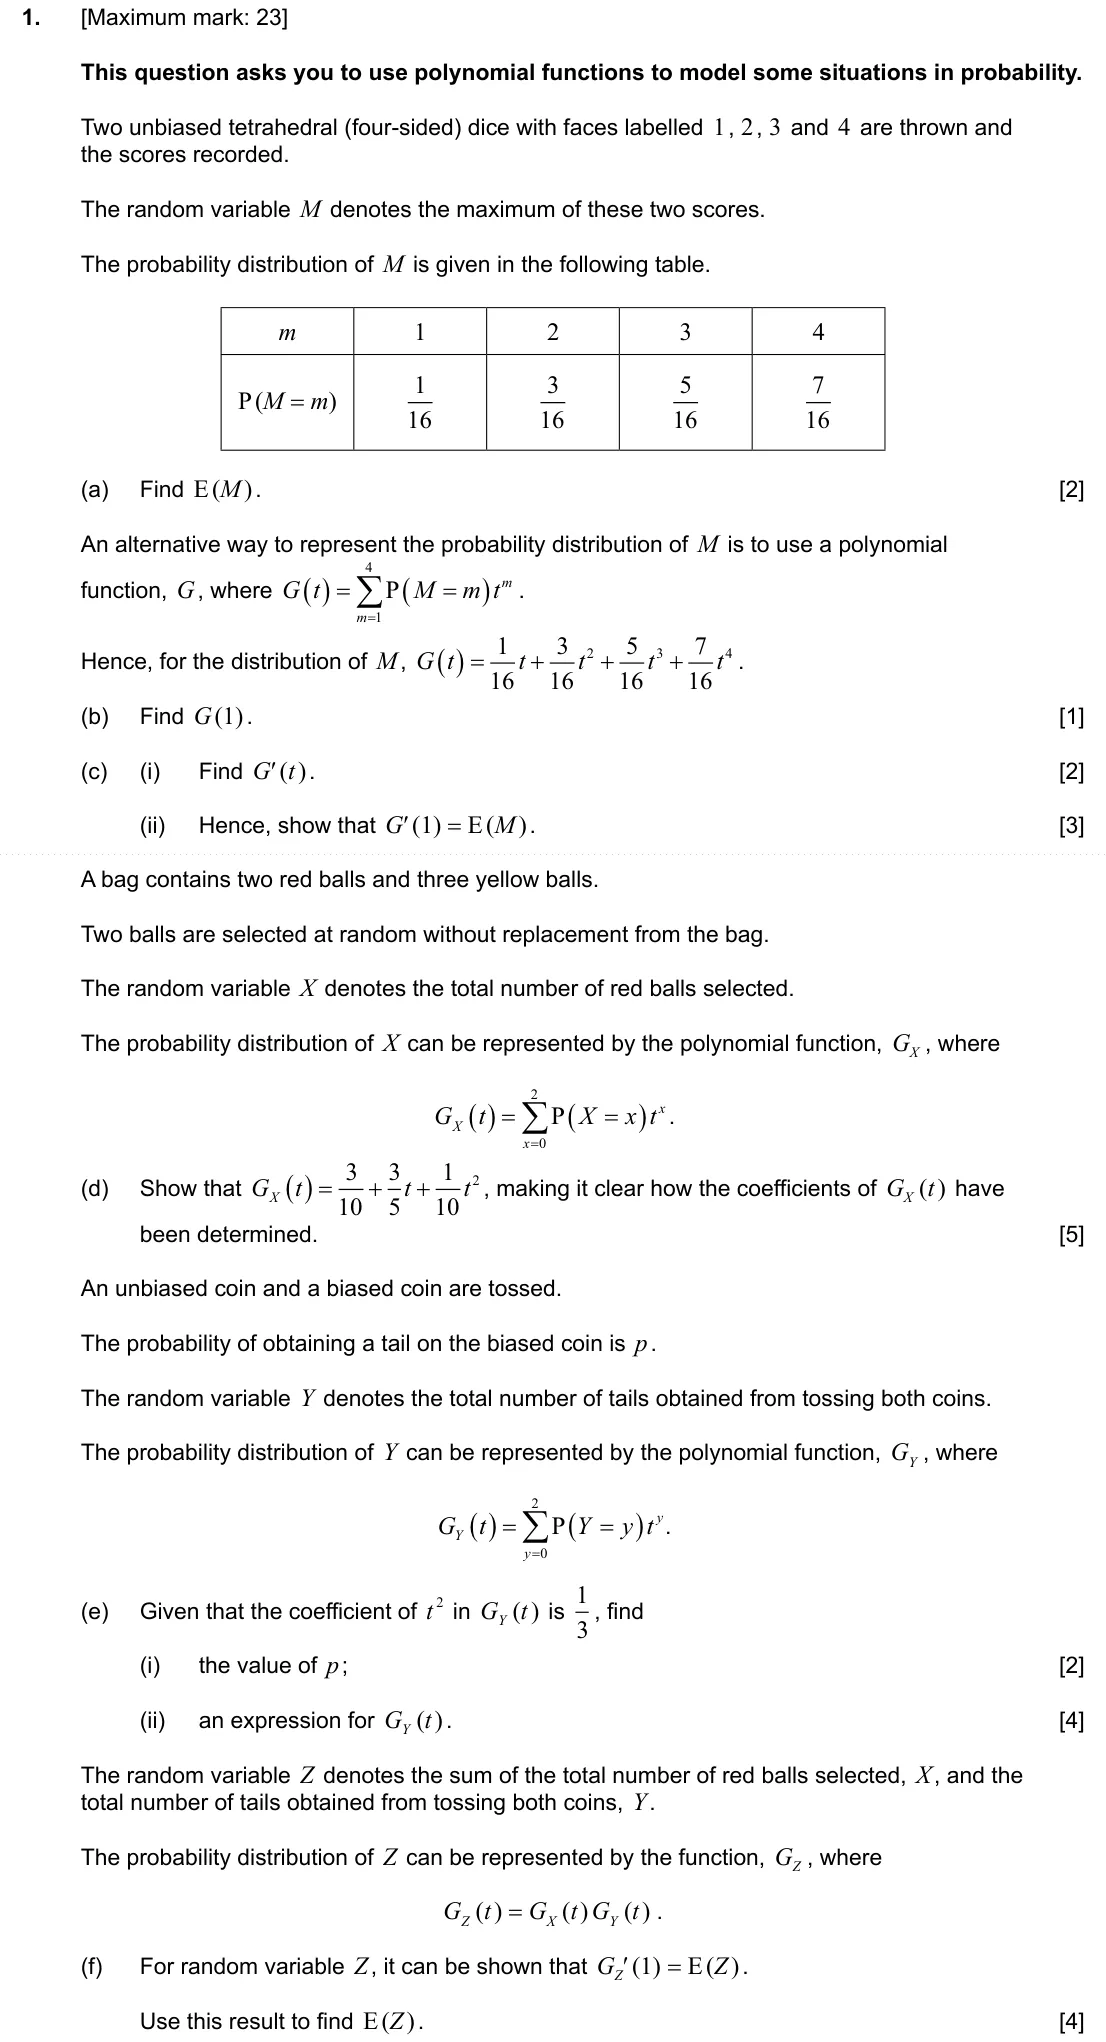 1. [Maximum mark: 23]
This question asks you to use polynomial functions to model some situations in probability.
Two unbiased tetrahedral (four-sided) dice with faces labelled 1, 2, 3 and 4 are thrown and
the scores recorded.
The random variable M denotes the maximum of these two scores.
The probability distribution of M is given in the following table.
m 1 2 3 4
P(M = m) 1/16 3/16 5/16 7/16
(a) Find E(M). [2]
An alternative way to represent the probability distribution of M is to use a polynomial
function, G, where G(t) = ∑_{m=1}^{4} P(M = m)t^m.
Hence, for the distribution of M, G(t) = 1/16 t + 3/16 t² + 5/16 t³ + 7/16 t⁴.
(b) Find G(1). [1]
(c) (i) Find G′(t). [2]
(ii) Hence, show that G′(1) = E(M). [3]
A bag contains two red balls and three yellow balls.
Two balls are selected at random without replacement from the bag.
The random variable X denotes the total number of red balls selected.
The probability distribution of X can be represented by the polynomial function, G_X, where
G_X(t) = ∑_{x=0}^{2} P(X = x)t^x.
(d) Show that G_X(t) = 3/10 + 3/5 t + 1/10 t², making it clear how the coefficients of G_X(t) have
been determined. [5]
An unbiased coin and a biased coin are tossed.
The probability of obtaining a tail on the biased coin is p.
The random variable Y denotes the total number of tails obtained from tossing both coins.
The probability distribution of Y can be represented by the polynomial function, G_Y, where
G_Y(t) = ∑_{y=0}^{2} P(Y = y)t^y.
(e) Given that the coefficient of t² in G_Y(t) is 1/3, find
(i) the value of p; [2]
(ii) an expression for G_Y(t). [4]
The random variable Z denotes the sum of the total number of red balls selected, X, and the
total number of tails obtained from tossing both coins, Y.
The probability distribution of Z can be represented by the function, G_Z, where
G_Z(t) = G_X(t)G_Y(t).
(f) For random variable Z, it can be shown that G_Z′(1) = E(Z).
Use this result to find E(Z). [4]